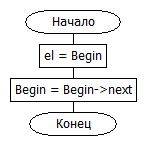 Начало
el = Begin
Begin = Begin->next
Конец